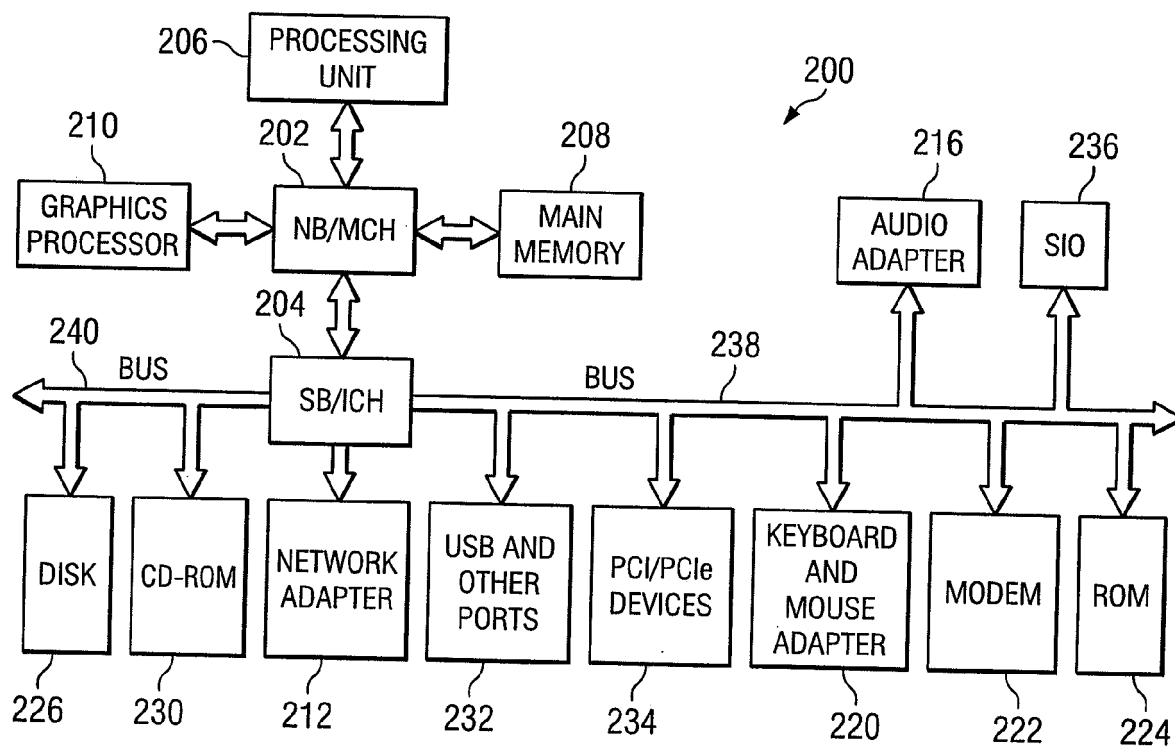 206
PROCESSING
UNIT
200
210
202
208
216
236
GRAPHICS
PROCESSOR
NB/MCH
MAIN
MEMORY
AUDIO
ADAPTER
SIO
204
240
BUS
SB/ICH
BUS
238
DISK
CD-ROM
NETWORK
ADAPTER
USB AND
OTHER
PORTS
PCI/PCIe
DEVICES
KEYBOARD
AND
MOUSE
ADAPTER
MODEM
ROM
226
230
212
232
234
220
222
224